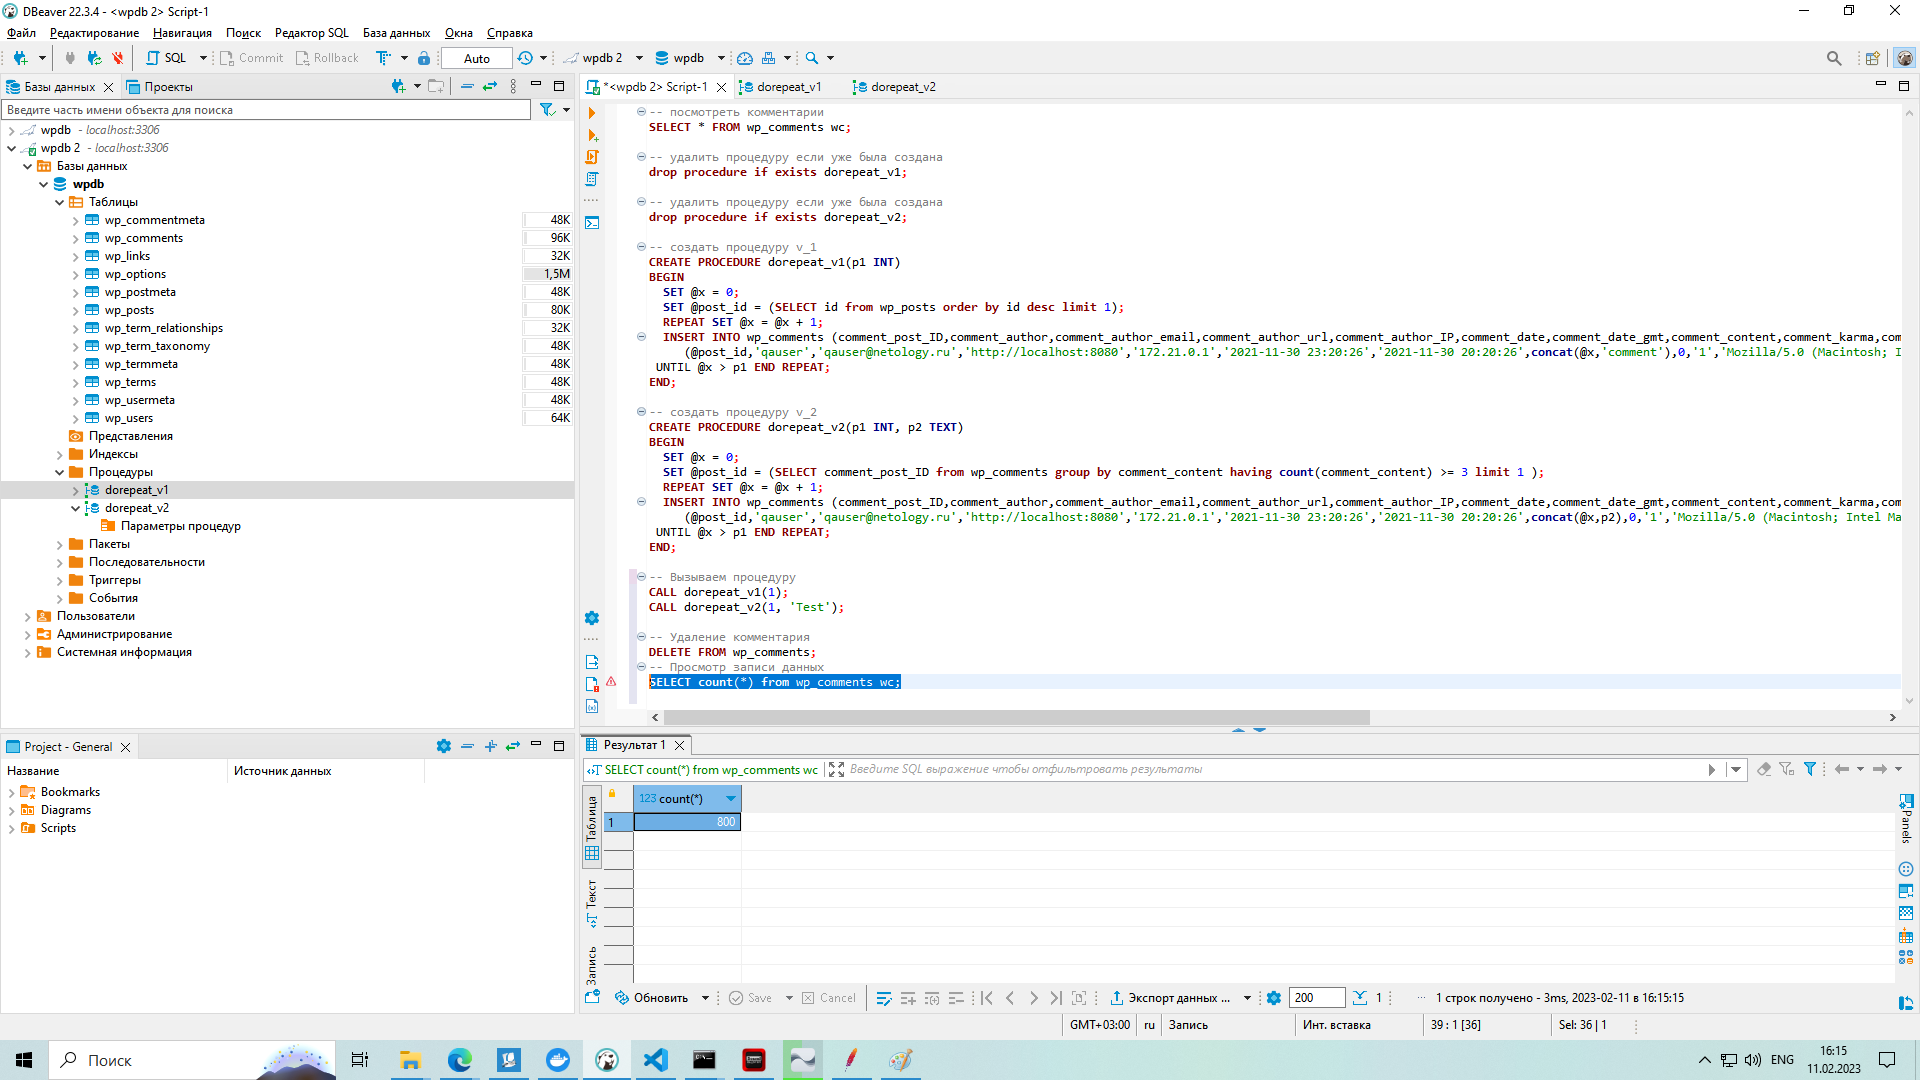 DBeaver 22.3.4 - <wpdb 2> Script-1
Файл Редактирование Навигация Поиск Редактор SQL База данных Окна Справка
SQL Commit Rollback Auto wpdb 2 wpdb
Базы данных Проекты
Введите часть имени объекта для поиска
wpdb - localhost:3306
wpdb 2 - localhost:3306
Базы данных
wpdb
Таблицы
wp_commentmeta 48K
wp_comments 96K
wp_links 32K
wp_options 1,5M
wp_postmeta 48K
wp_posts 80K
wp_term_relationships 32K
wp_term_taxonomy 48K
wp_termmeta 48K
wp_terms 48K
wp_usermeta 48K
wp_users 64K
Представления
Индексы
Процедуры
dorepeat_v1
dorepeat_v2
Параметры процедур
Пакеты
Последовательности
Триггеры
События
Пользователи
Администрирование
Системная информация
*<wpdb 2> Script-1 dorepeat_v1 dorepeat_v2
-- посмотреть комментарии
SELECT * FROM wp_comments wc;
-- удалить процедуру если уже была создана
drop procedure if exists dorepeat_v1;
-- удалить процедуру если уже была создана
drop procedure if exists dorepeat_v2;
-- создать процедуру v_1
CREATE PROCEDURE dorepeat_v1(p1 INT)
BEGIN
SET @x = 0;
SET @post_id = (SELECT id from wp_posts order by id desc limit 1);
REPEAT SET @x = @x + 1;
INSERT INTO wp_comments (comment_post_ID,comment_author,comment_author_email,comment_author_url,comment_author_IP,comment_date,comment_date_gmt,comment_content,comment_karma,com
(@post_id,'qauser','qauser@netology.ru','http://localhost:8080','172.21.0.1','2021-11-30 23:20:26','2021-11-30 20:20:26',concat(@x,'comment'),0,'1','Mozilla/5.0 (Macintosh; I
UNTIL @x > p1 END REPEAT;
END;
-- создать процедуру v_2
CREATE PROCEDURE dorepeat_v2(p1 INT, p2 TEXT)
BEGIN
SET @x = 0;
SET @post_id = (SELECT comment_post_ID from wp_comments group by comment_content having count(comment_content) >= 3 limit 1 );
REPEAT SET @x = @x + 1;
INSERT INTO wp_comments (comment_post_ID,comment_author,comment_author_email,comment_author_url,comment_author_IP,comment_date,comment_date_gmt,comment_content,comment_karma,com
(@post_id,'qauser','qauser@netology.ru','http://localhost:8080','172.21.0.1','2021-11-30 23:20:26','2021-11-30 20:20:26',concat(@x,p2),0,'1','Mozilla/5.0 (Macintosh; Intel Ma
UNTIL @x > p1 END REPEAT;
END;
-- Вызываем процедуру
CALL dorepeat_v1(1);
CALL dorepeat_v2(1, 'Test');
-- Удаление комментария
DELETE FROM wp_comments;
-- Просмотр записи данных
SELECT count(*) from wp_comments wc;
Project - General
Название Источник данных
Bookmarks
Diagrams
Scripts
Результат 1
SELECT count(*) from wp_comments wc Введите SQL выражение чтобы отфильтровать результаты
Таблица
Текст
Запись
123 count(*)
1 800
Panels
Обновить Save Cancel Экспорт данных ... 200 1 1 строк получено - 3ms, 2023-02-11 в 16:15:15
GMT+03:00 ru Запись Инт. вставка 39 : 1 [36] Sel: 36 | 1
Поиск ENG 16:15
11.02.2023